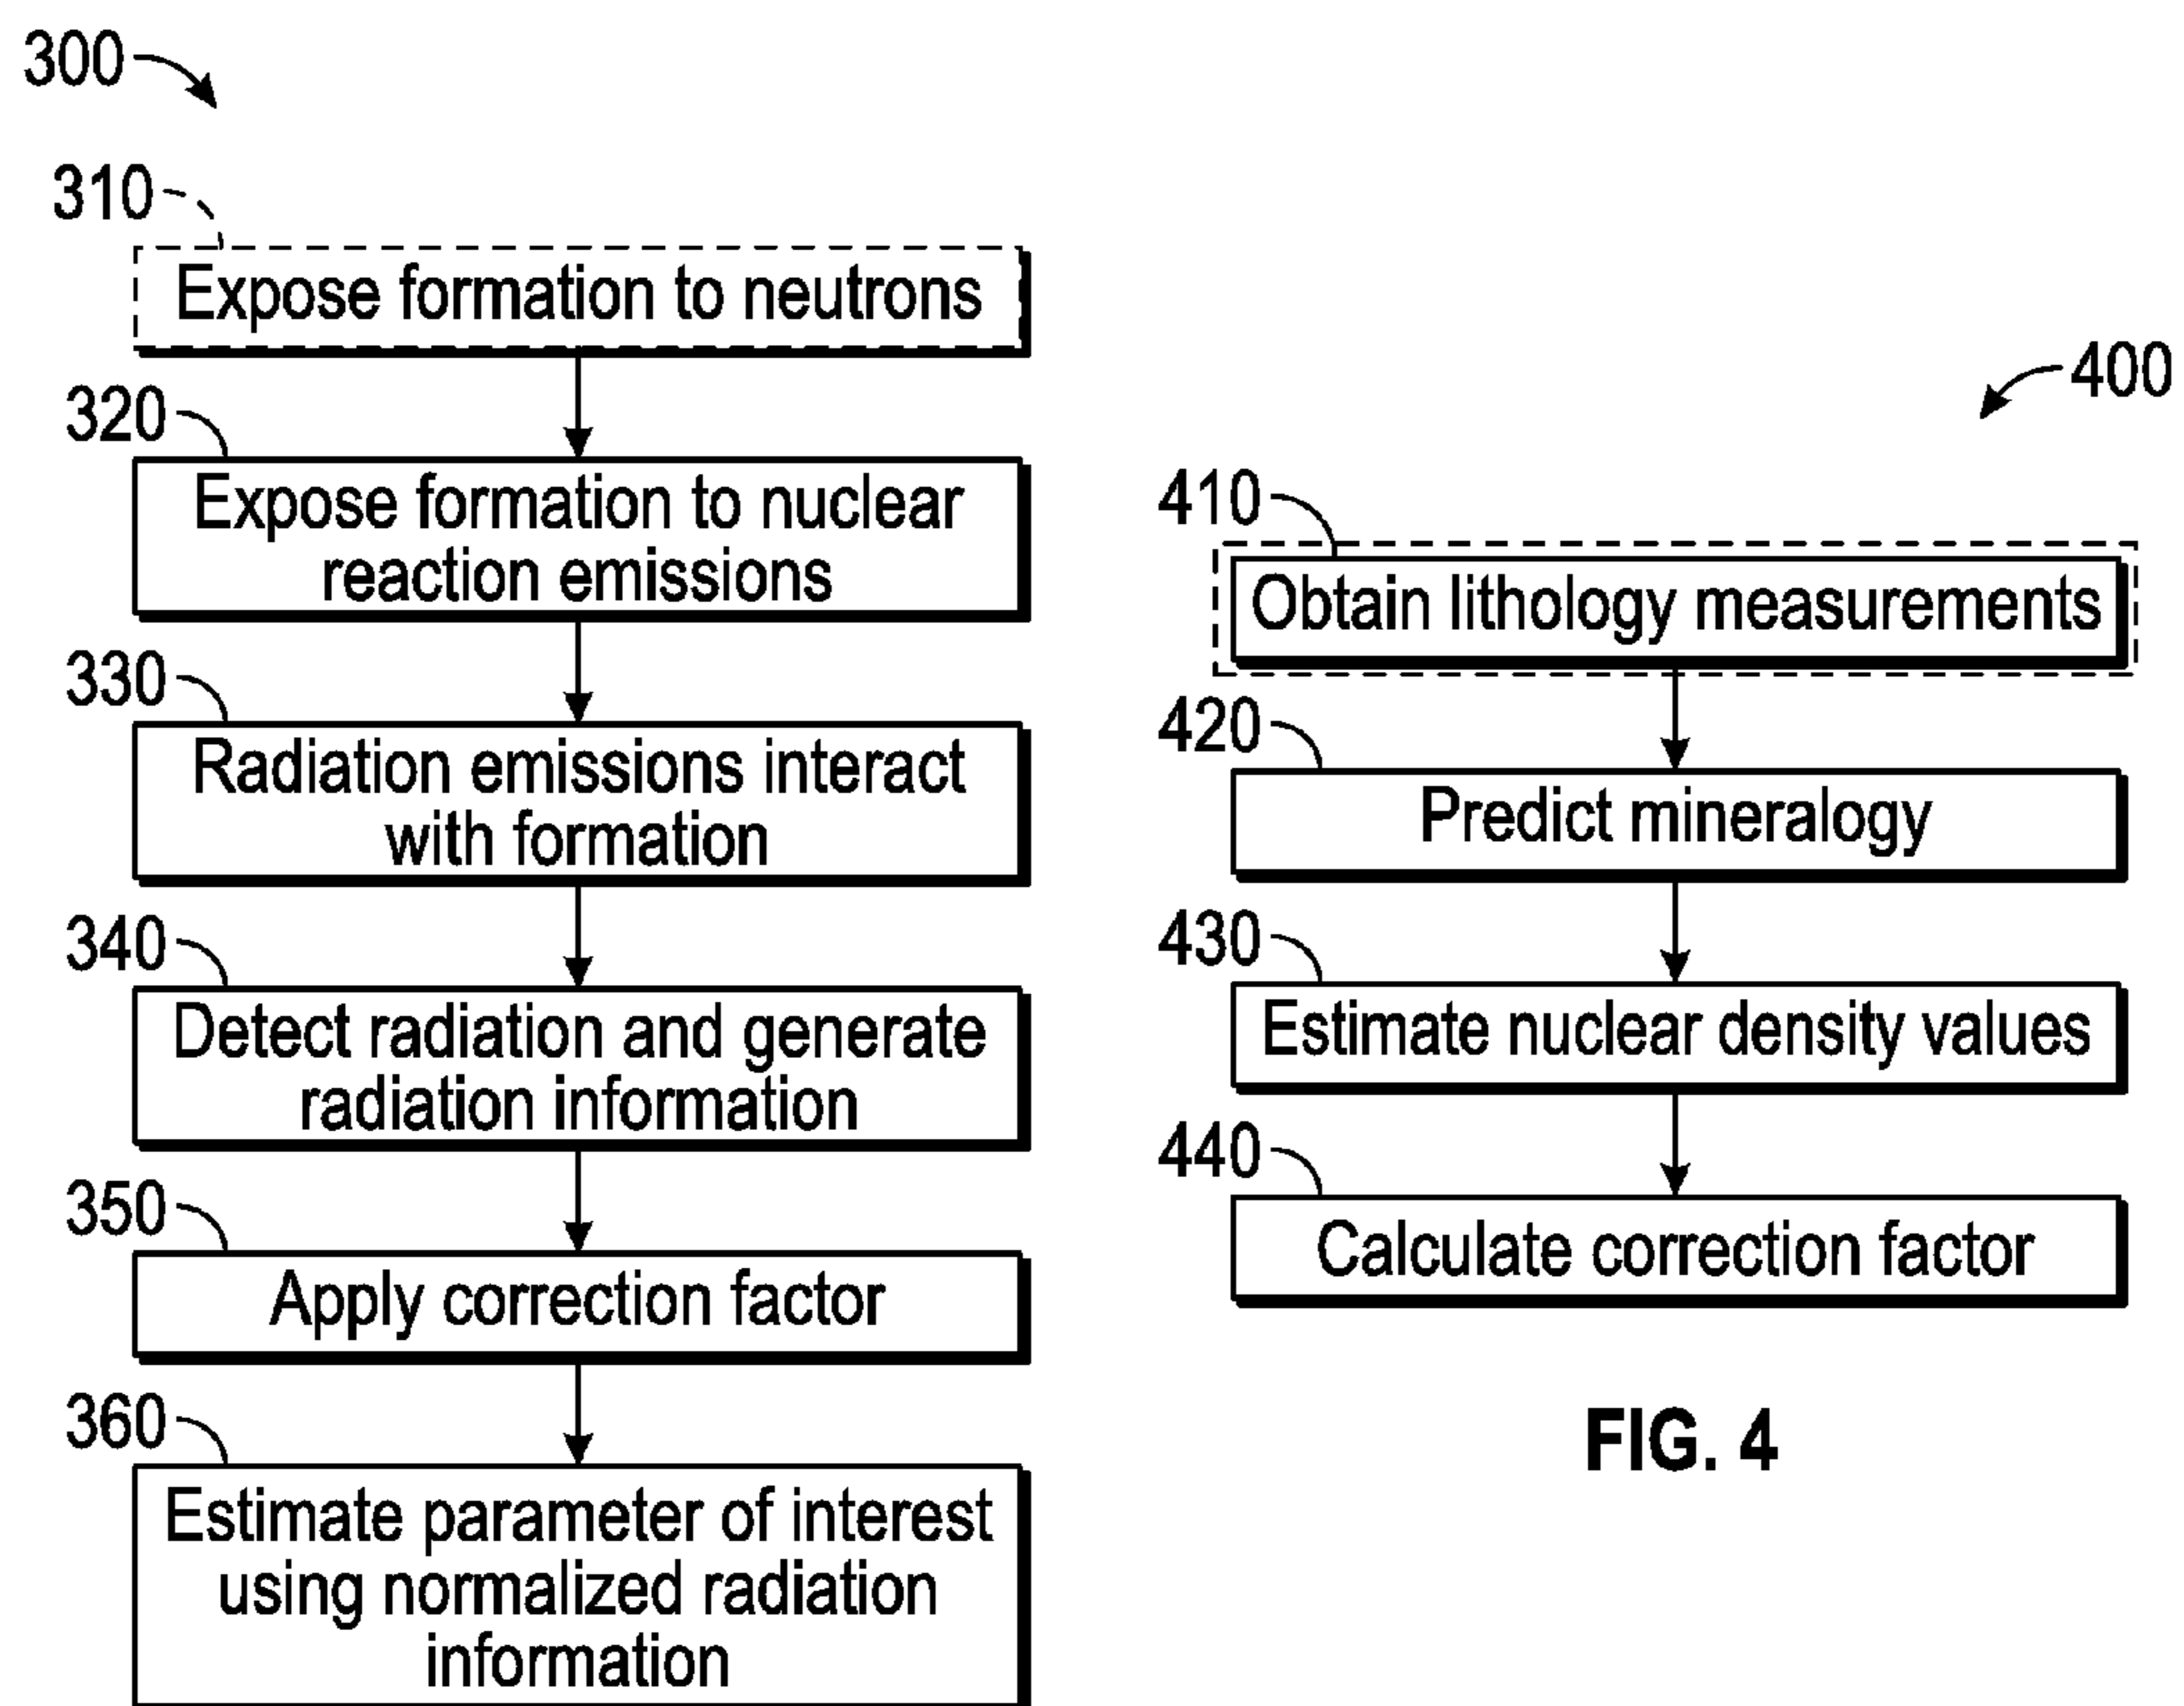 300
310
Expose formation to neutrons
320
Expose formation to nuclear
reaction emissions
330
Radiation emissions interact
with formation
340
Detect radiation and generate
radiation information
350
Apply correction factor
360
Estimate parameter of interest
using normalized radiation
information
400
410
Obtain lithology measurements
420
Predict mineralogy
430
Estimate nuclear density values
440
Calculate correction factor
FIG. 4